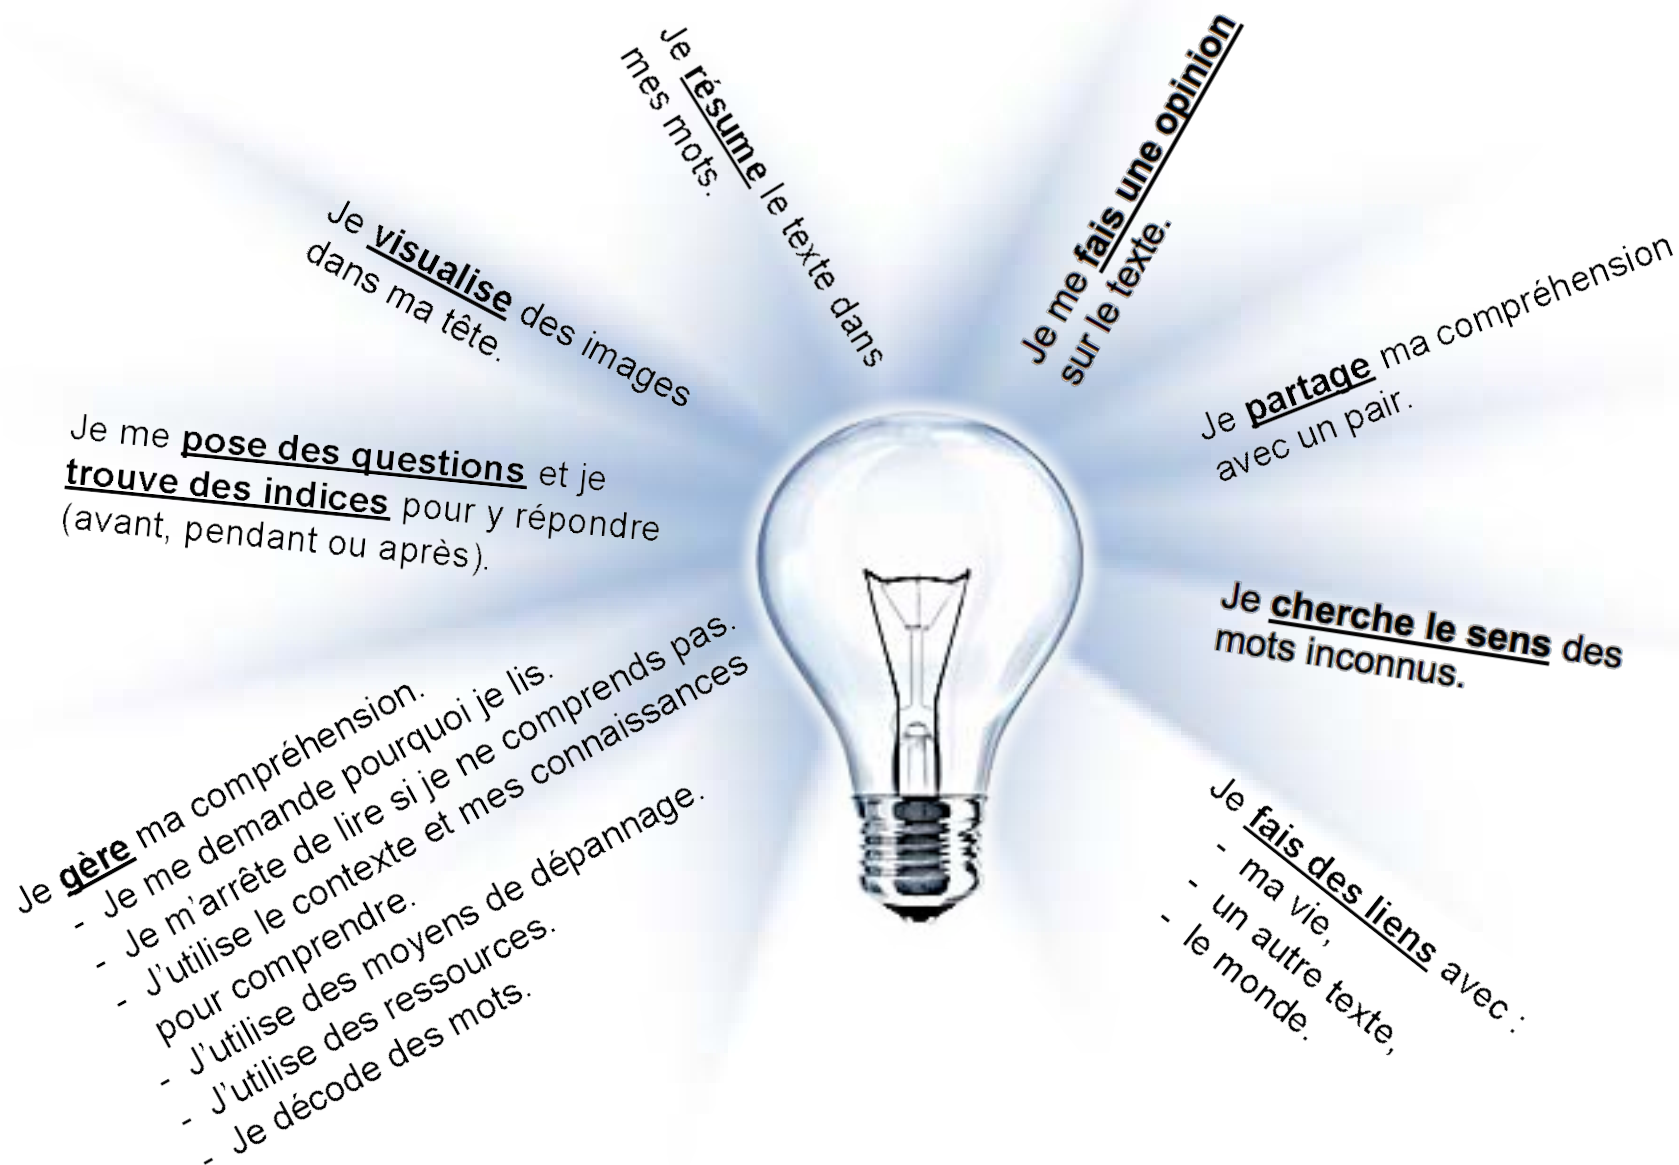 Je gère ma compréhension.
- Je me demande pourquoi je lis.
- Je m'arrête de lire si je ne comprends pas.
- J'utilise le contexte et mes connaissances
pour comprendre.
- J'utilise des moyens de dépannage.
- J'utilise des ressources.
- Je décode des mots.
Je me pose des questions et je
trouve des indices pour y répondre
(avant, pendant ou après).
Je visualise des images
dans ma tête.
Je résume le texte dans
mes mots.
Je me fais une opinion
sur le texte.
Je partage ma compréhension
avec un pair.
Je cherche le sens des
mots inconnus.
Je fais des liens avec :
- ma vie,
- un autre texte,
- le monde.